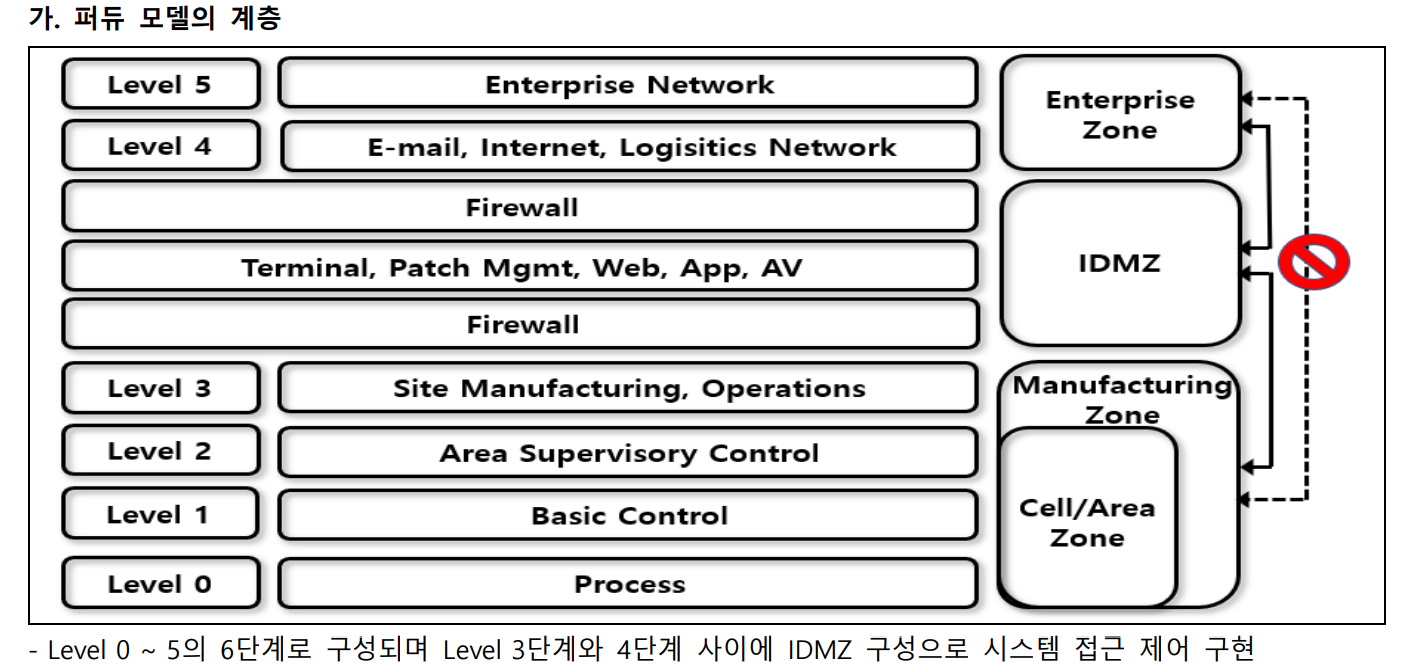 가. 퍼듀 모델의 계층
Level 5
Enterprise Network
Level 4
E-mail, Internet, Logisitics Network
Firewall
Terminal, Patch Mgmt, Web, App, AV
Firewall
Level 3
Site Manufacturing, Operations
Level 2
Area Supervisory Control
Level 1
Basic Control
Level 0
Process
Enterprise
Zone
IDMZ
Manufacturing
Zone
Cell/Area
Zone
- Level 0 ~ 5의 6단계로 구성되며 Level 3단계와 4단계 사이에 IDMZ 구성으로 시스템 접근 제어 구현